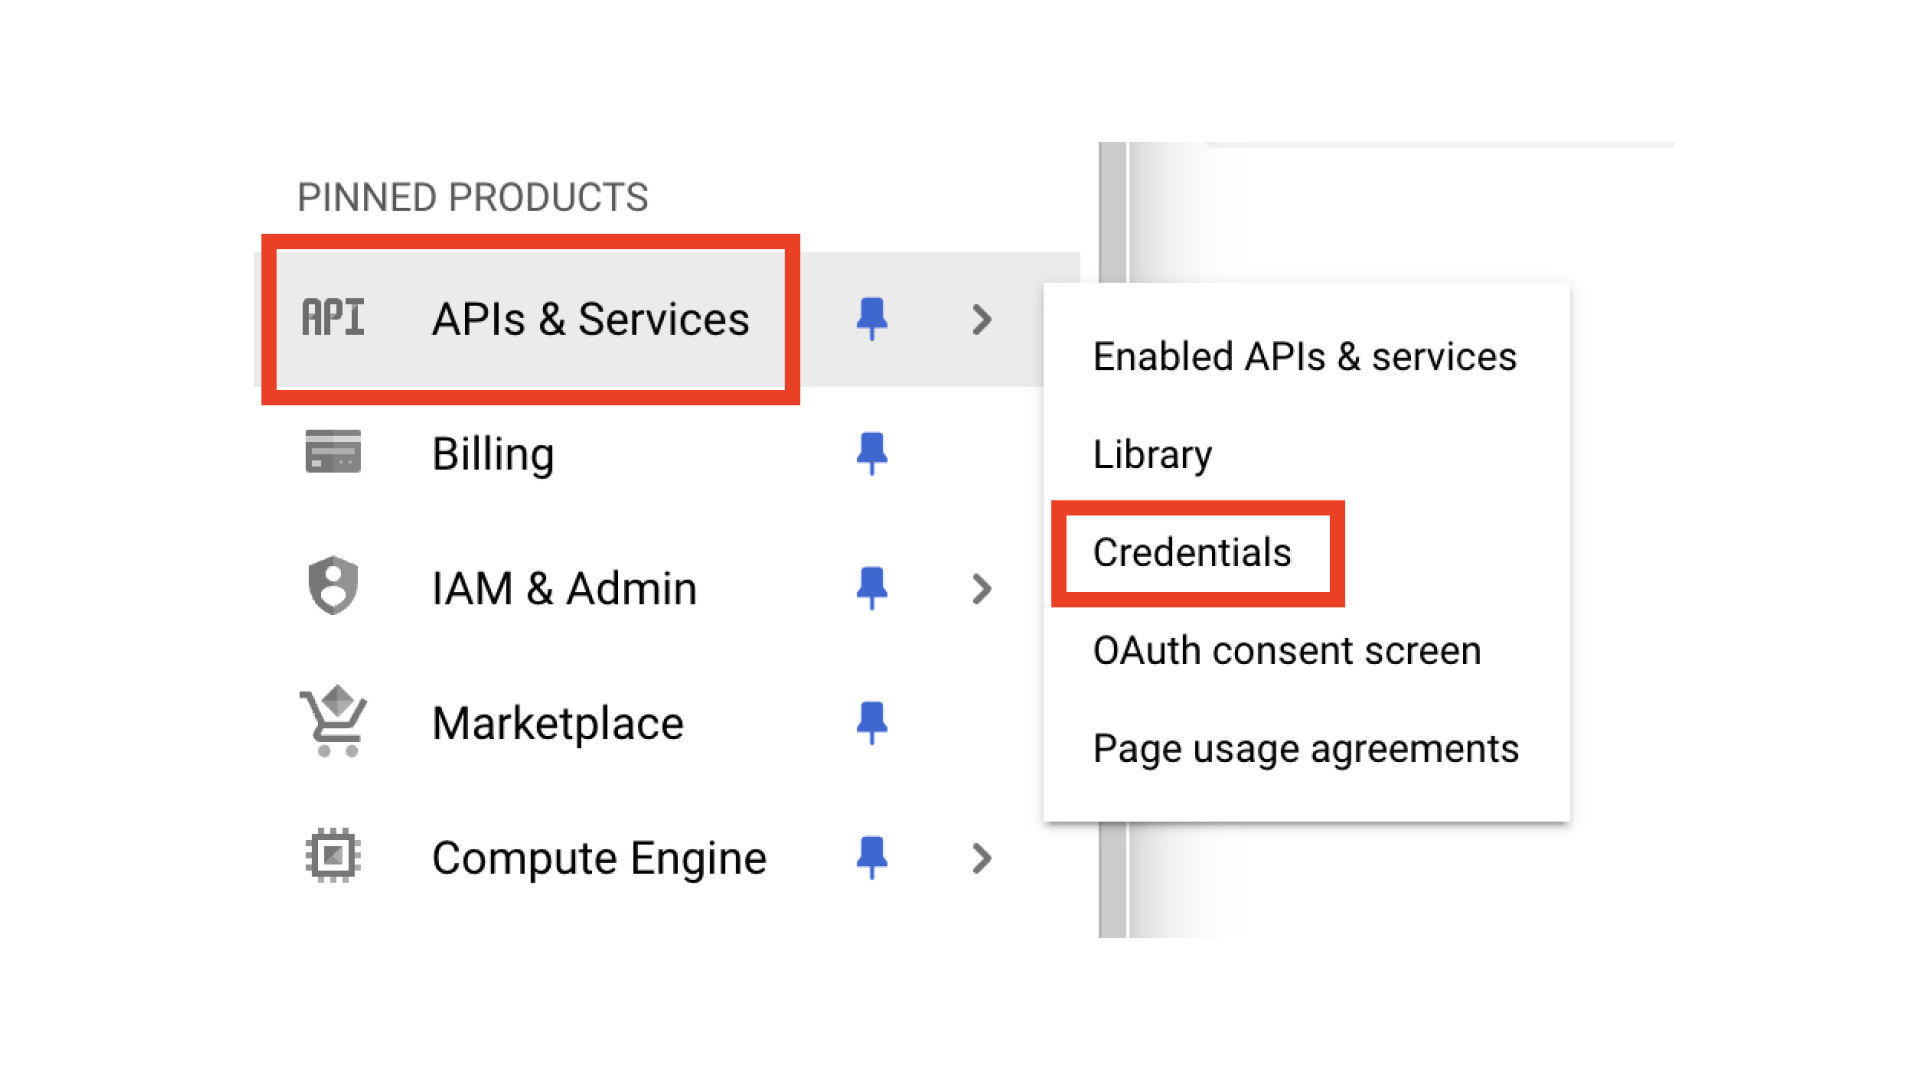 PINNED PRODUCTS
API APIs & Services
Billing
IAM & Admin
Marketplace
Compute Engine
Enabled APIs & services
Library
Credentials
OAuth consent screen
Page usage agreements